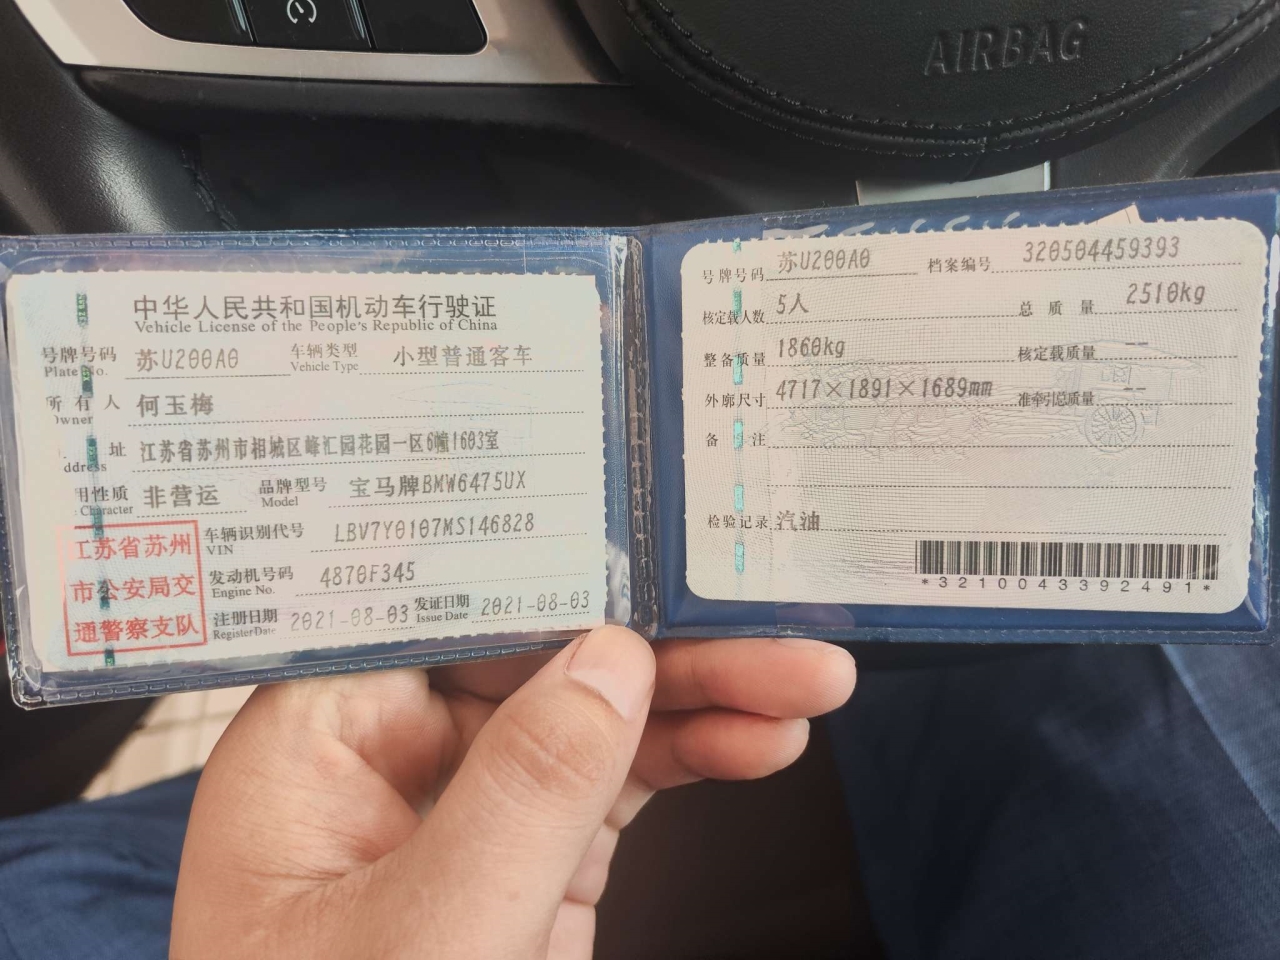 AIRBAG
中华人民共和国机动车行驶证
Vehicle License of the People's Republic of China
号牌号码 苏U200A0 车辆类型 小型普通客车
Plate No. Vehicle Type
所有人 何玉梅
Owner
址 江苏省苏州市相城区峰汇园花园一区6幢1603室
ddress
用性质 非营运 品牌型号 宝马牌BMW6475UX
Character Model
江苏省苏州
市公安局交
通警察支队
车辆识别代号 LBV7Y0107MS146828
VIN
发动机号码 4870F345
Engine No.
注册日期 2021-08-03 发证日期 2021-08-03
Register Date Issue Date
号牌号码 苏U200A0 档案编号 320504459393
核定载人数 5人 总质量 2510kg
整备质量 1860kg 核定载质量 --
外廓尺寸 4717×1891×1689mm 准牵引总质量 --
备注
检验记录 汽油
*3210043392491*